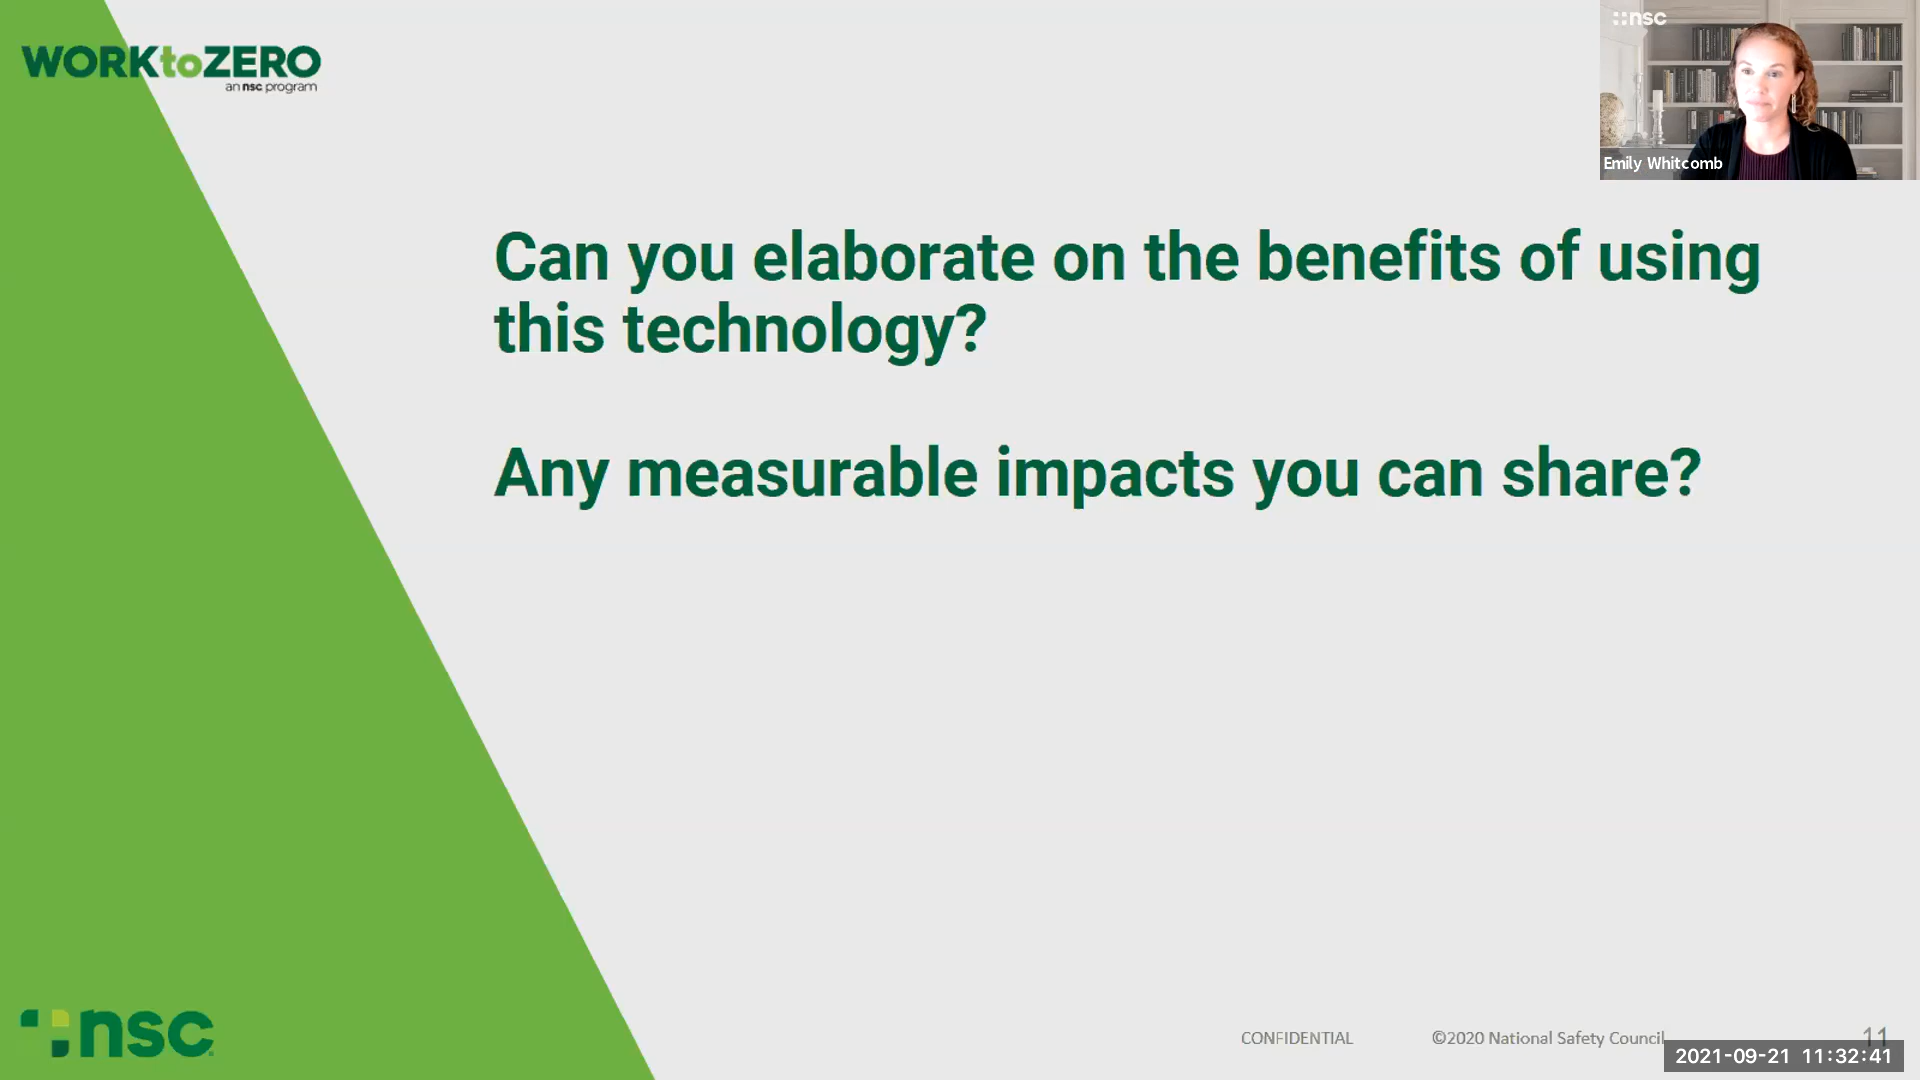 WORKtoZERO
an nsc program
nsc
Emily Whitcomb
Can you elaborate on the benefits of using
this technology?
Any measurable impacts you can share?
nsc
CONFIDENTIAL
©2020 National Safety Council
11
2021-09-21 11:32:41